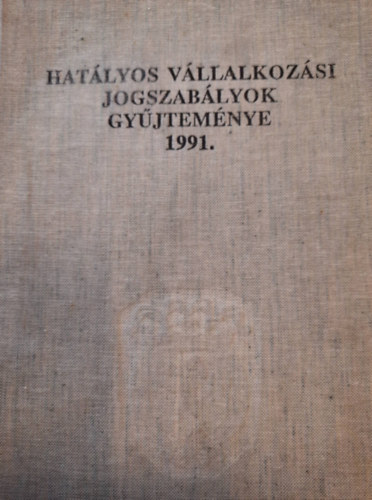 HATÁLYOS VÁLLALKOZÁSI
JOGSZABÁLYOK
GYŰJTEMÉNYE
1991.